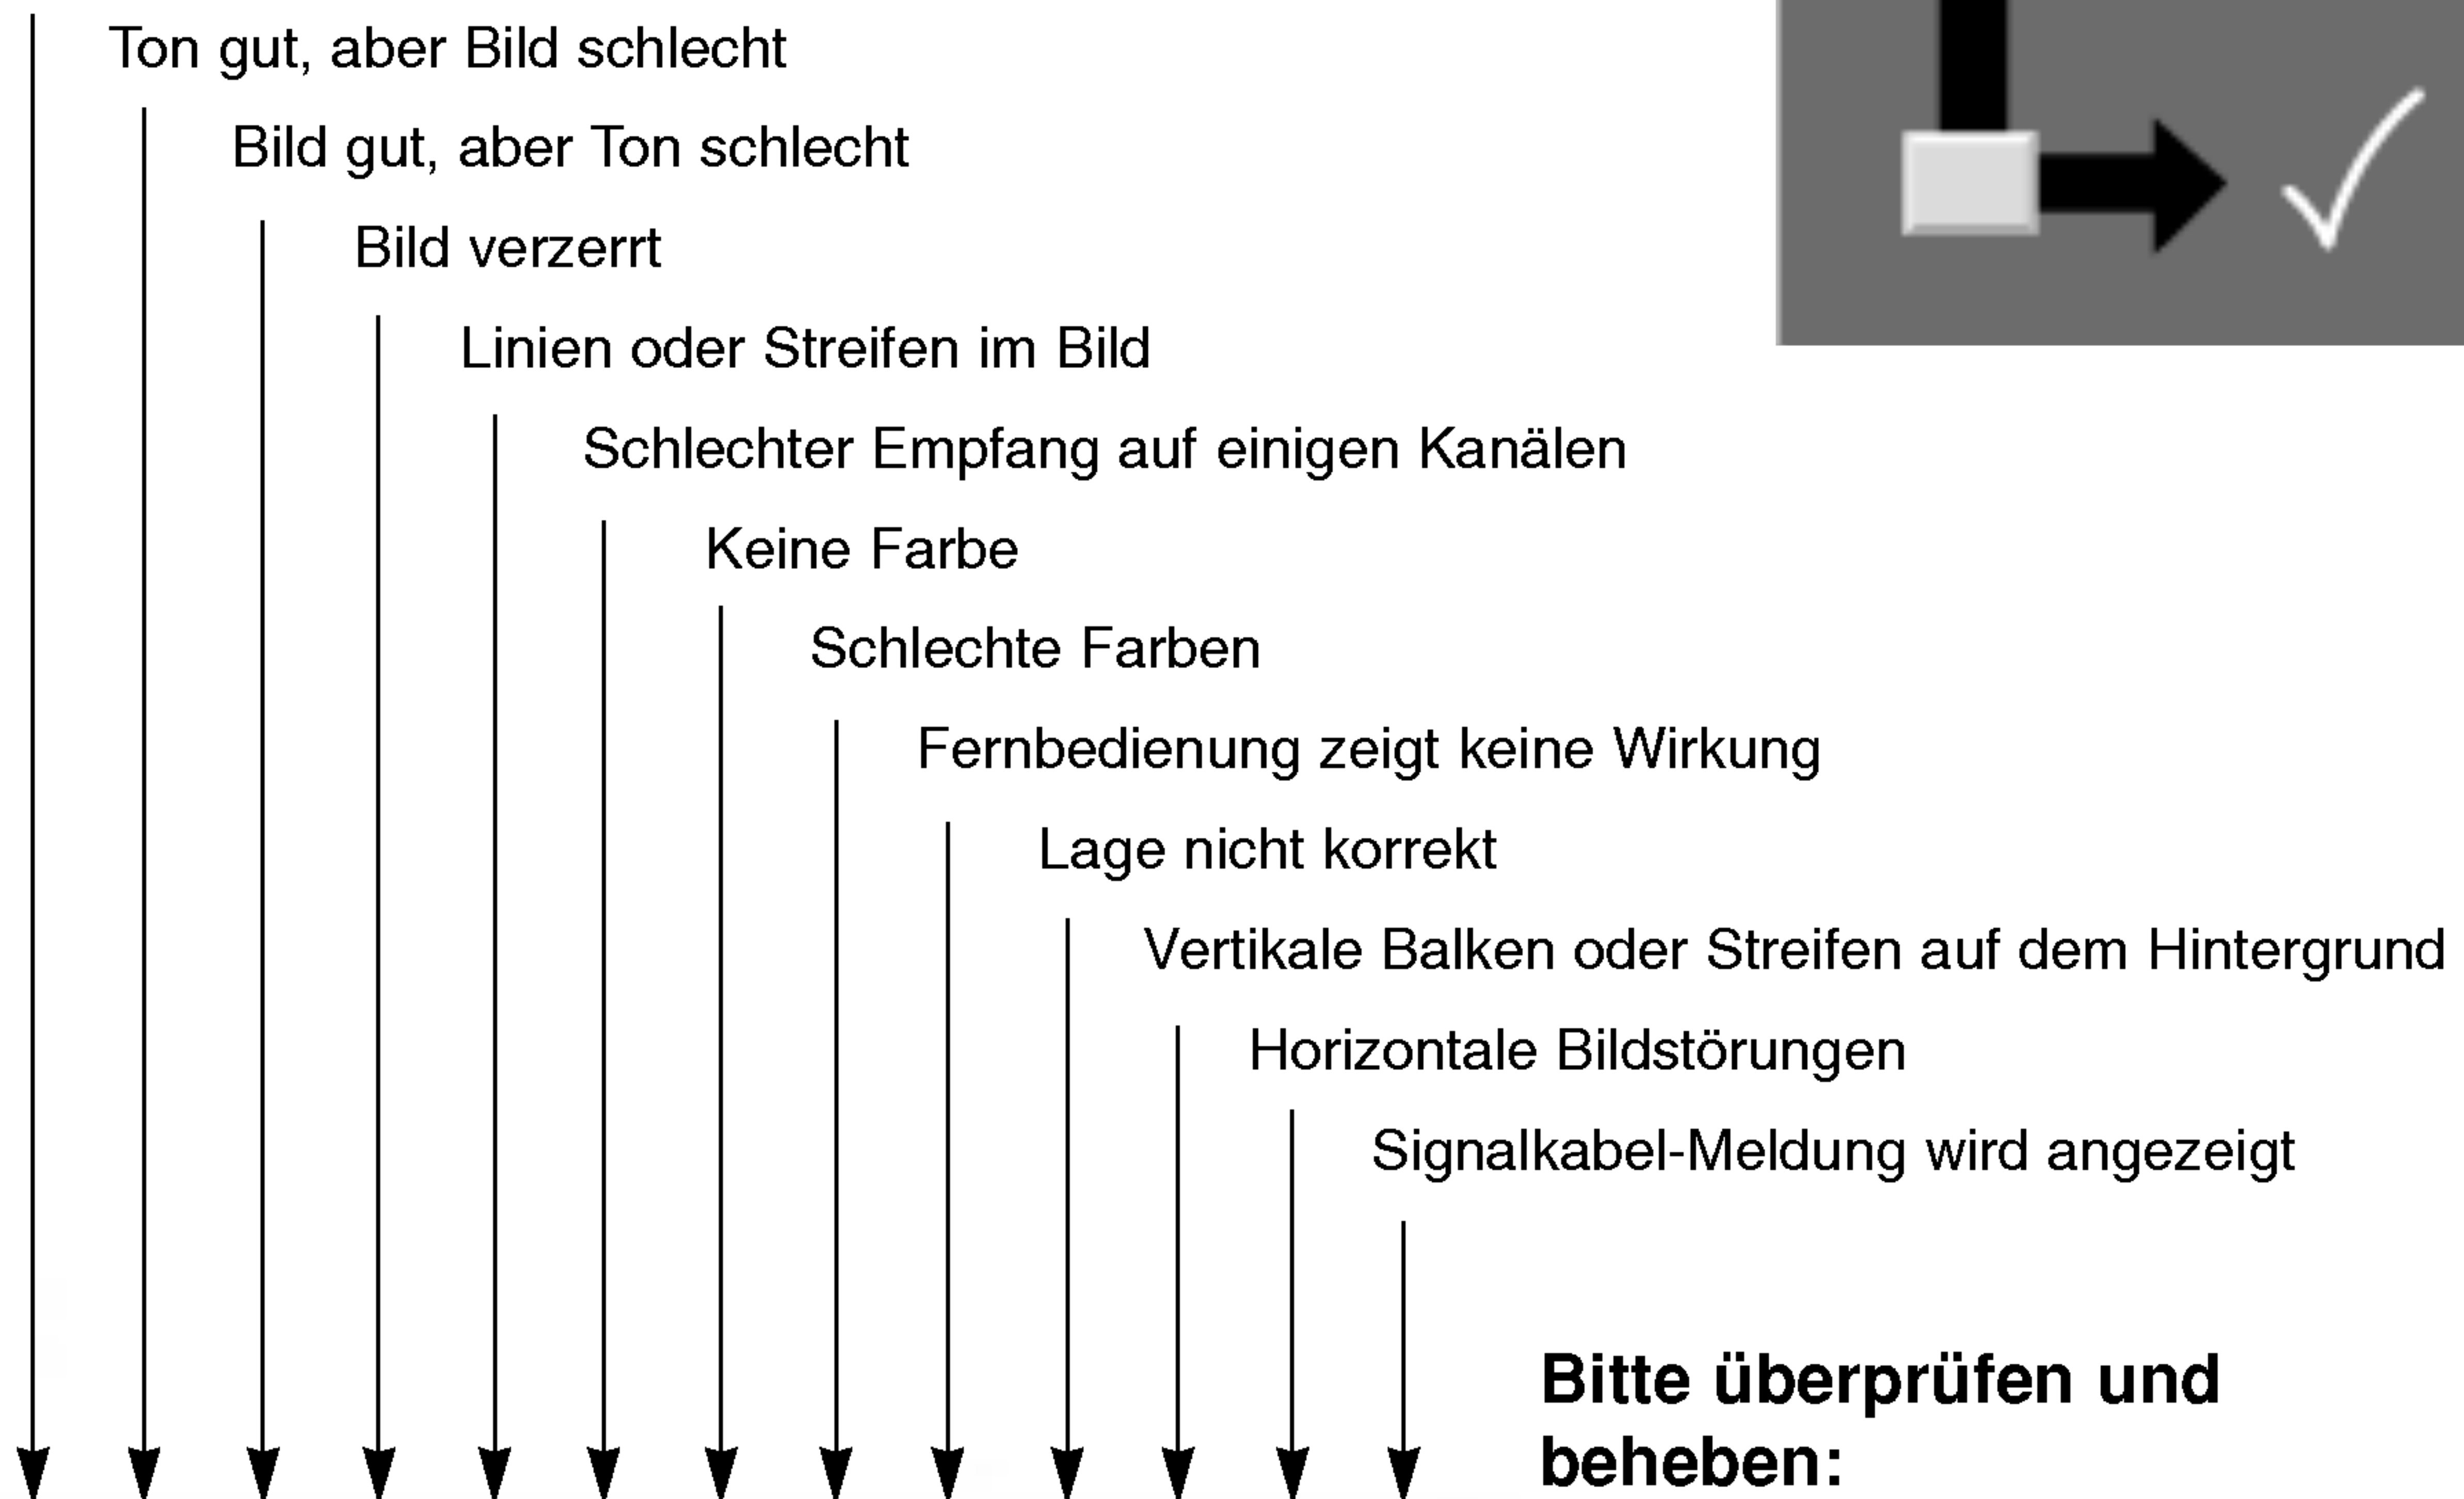 Ton gut, aber Bild schlecht
Bild gut, aber Ton schlecht
Bild verzerrt
Linien oder Streifen im Bild
Schlechter Empfang auf einigen Kanälen
Keine Farbe
Schlechte Farben
Fernbedienung zeigt keine Wirkung
Lage nicht korrekt
Vertikale Balken oder Streifen auf dem Hintergrund
Horizontale Bildstörungen
Signalkabel-Meldung wird angezeigt
Bitte überprüfen und
beheben: